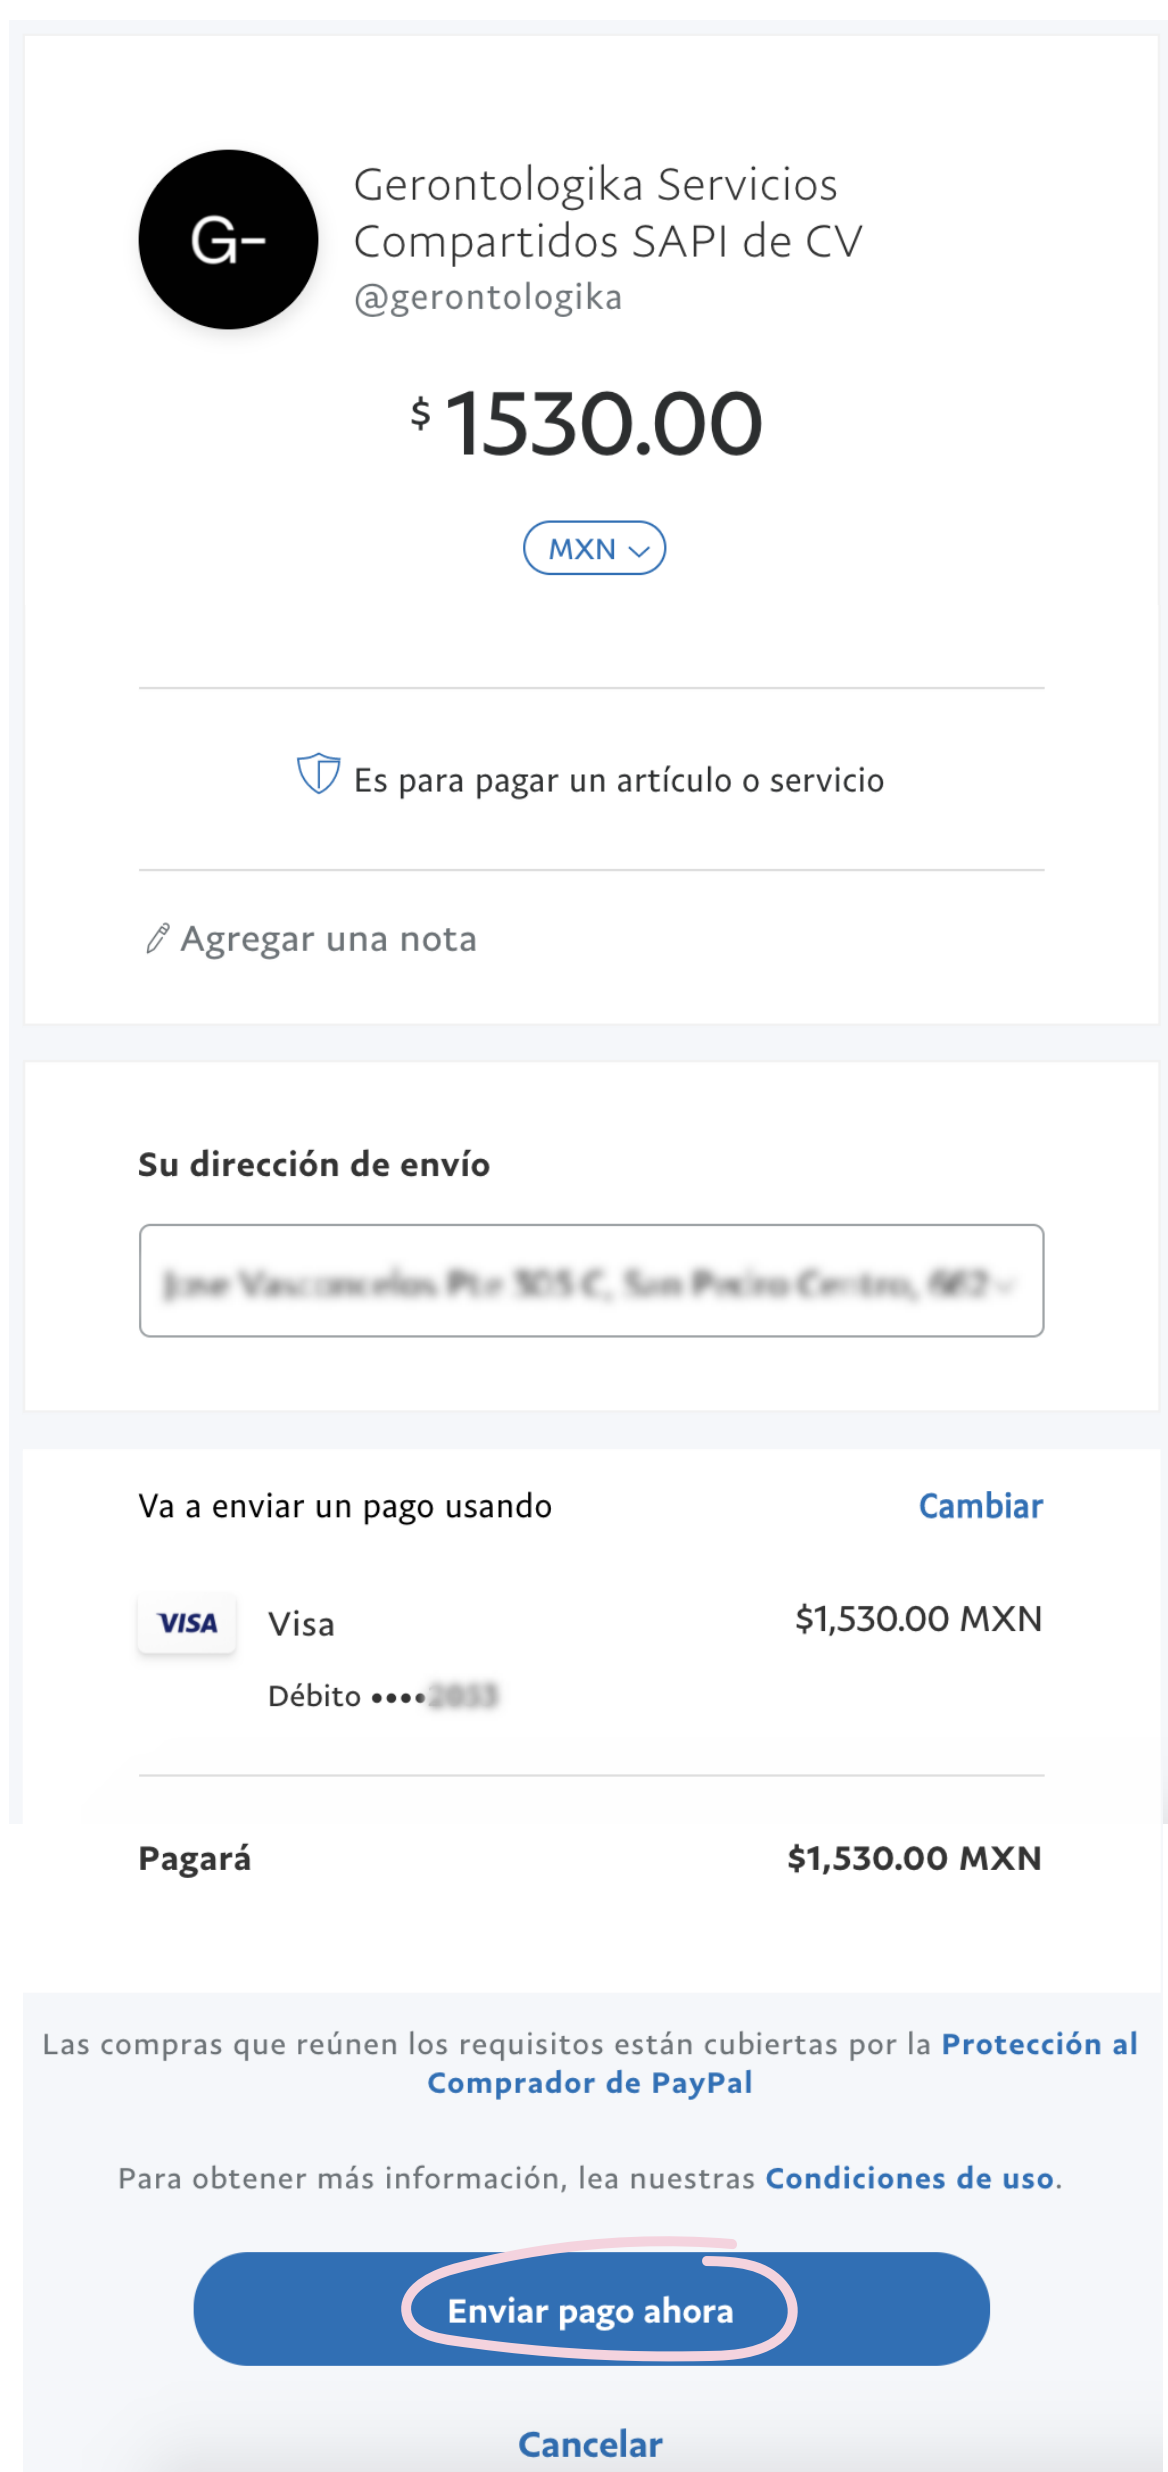 G-
Gerontologika Servicios
Compartidos SAPI de CV
@gerontologika
$ 1530.00
MXN
Es para pagar un artículo o servicio
Agregar una nota
Su dirección de envío
Va a enviar un pago usando
Cambiar
VISA
Visa
$1,530.00 MXN
Débito ••••
Pagará
$1,530.00 MXN
Las compras que reúnen los requisitos están cubiertas por la Protección al
Comprador de PayPal
Para obtener más información, lea nuestras Condiciones de uso.
Enviar pago ahora
Cancelar